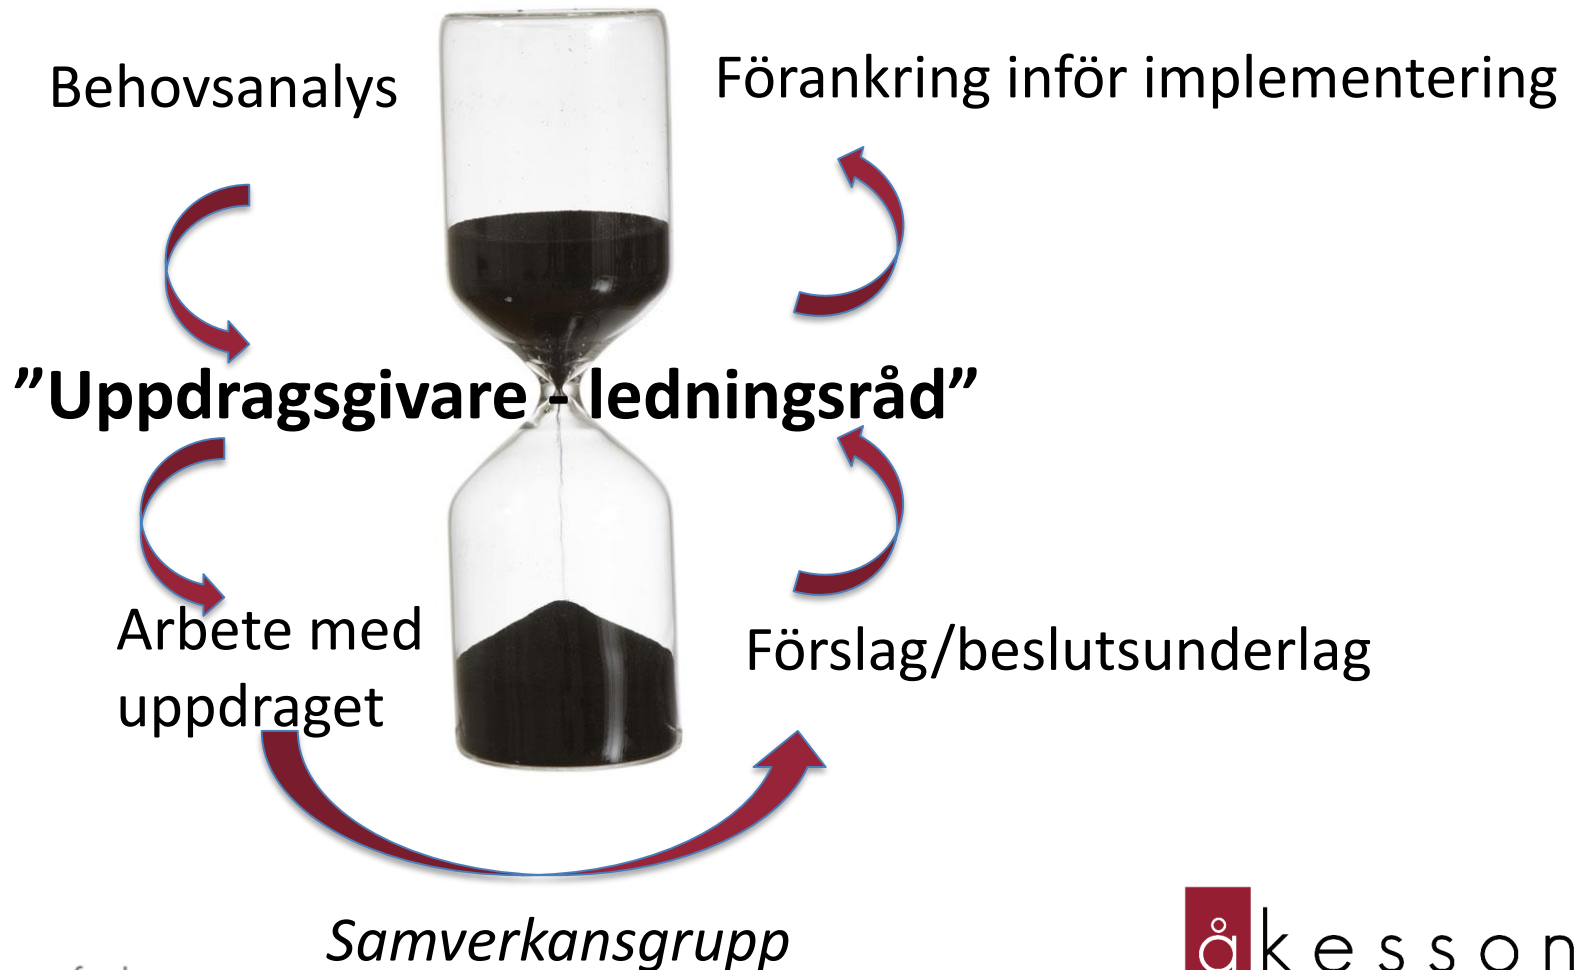 Behovsanalys
Förankring inför implementering
”Uppdragsgivare - ledningsråd”
Arbete med
uppdraget
Förslag/beslutsunderlag
Samverkansgrupp
åkesson